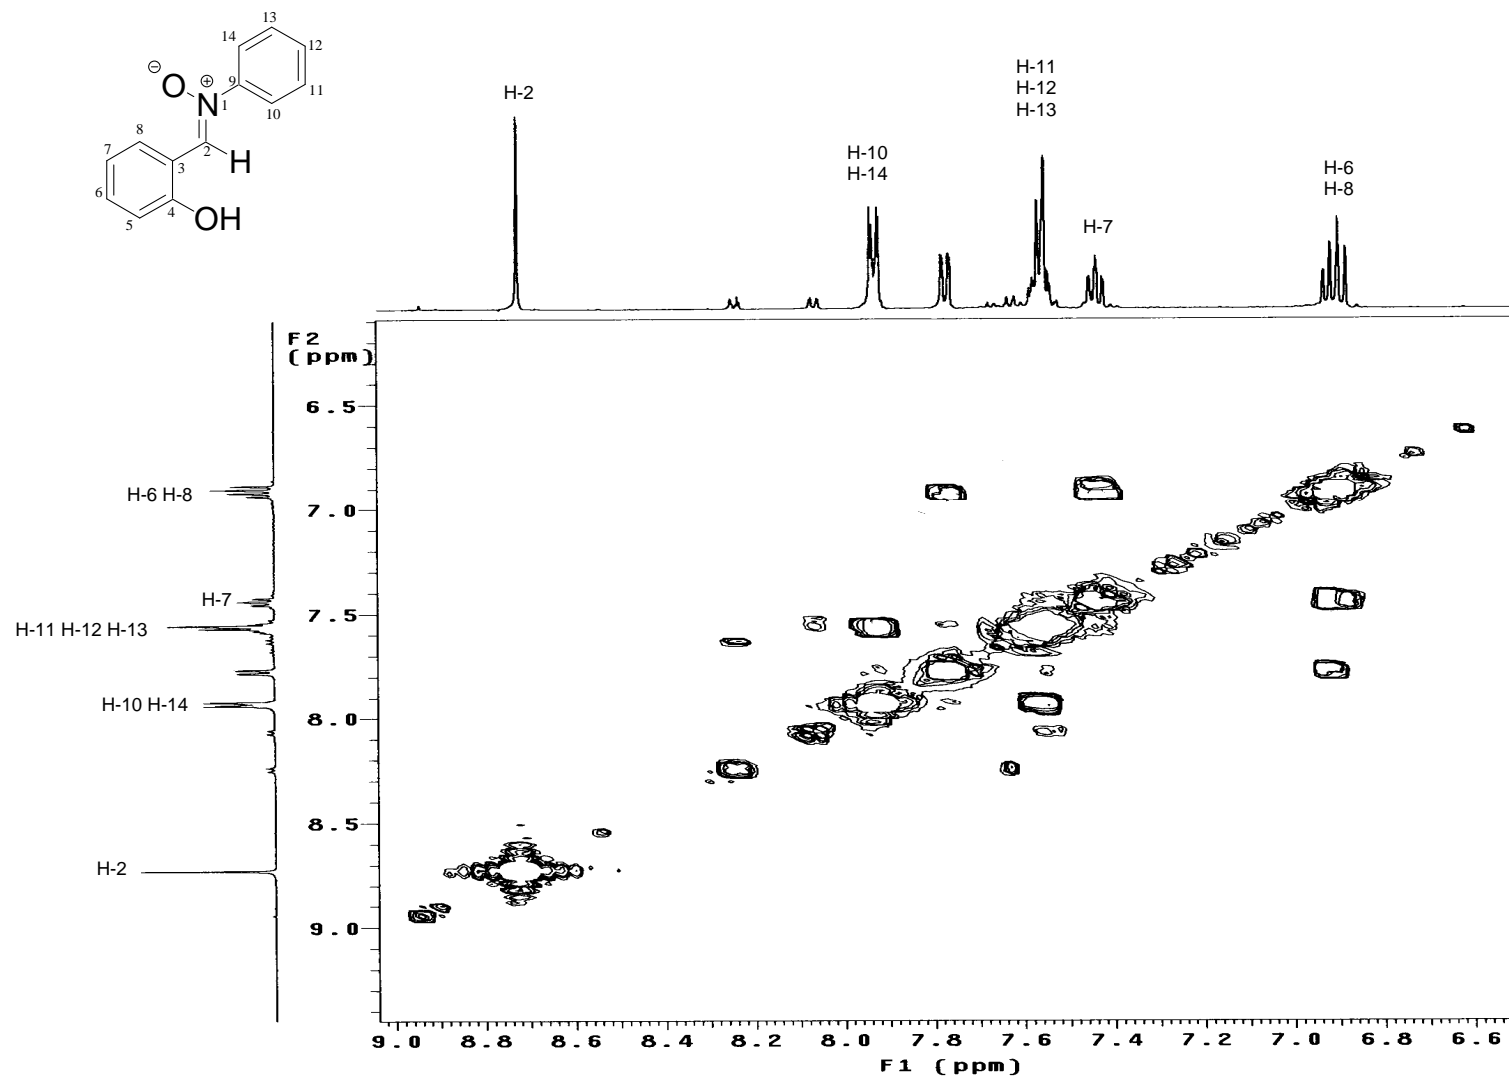 13
14
12
⊖
O
⊕
9
11
N
1
10
8
7
2
H
3
6
4
5
OH
H-2
H-10
H-14
H-11
H-12
H-13
H-7
H-6
H-8
F2
(ppm)
6.5
H-6 H-8
7.0
H-7
7.5
H-11 H-12 H-13
H-10 H-14
8.0
8.5
H-2
9.0
9.0 8.8 8.6 8.4 8.2 8.0 7.8 7.6 7.4 7.2 7.0 6.8 6.6
F1 (ppm)